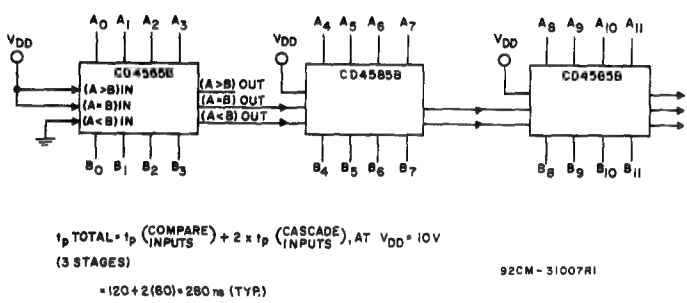 A0 A1 A2 A3
A4 A5 A6 A7
A8 A9 A10 A11
VDD
VDD
VDD
CD4585B
CD4585B
CD4585B
(A>B)IN
(A=B)IN
(A<B)IN
(A>B) OUT
(A=B) OUT
(A<B) OUT
B0 B1 B2 B3
B4 B5 B6 B7
B8 B9 B10 B11
tp TOTAL = tp (COMPARE INPUTS) + 2 x tp (CASCADE INPUTS), AT VDD = 10V
(3 STAGES)
= 120 + 2(80) = 280 ns (TYP.)
92CM-31007R1